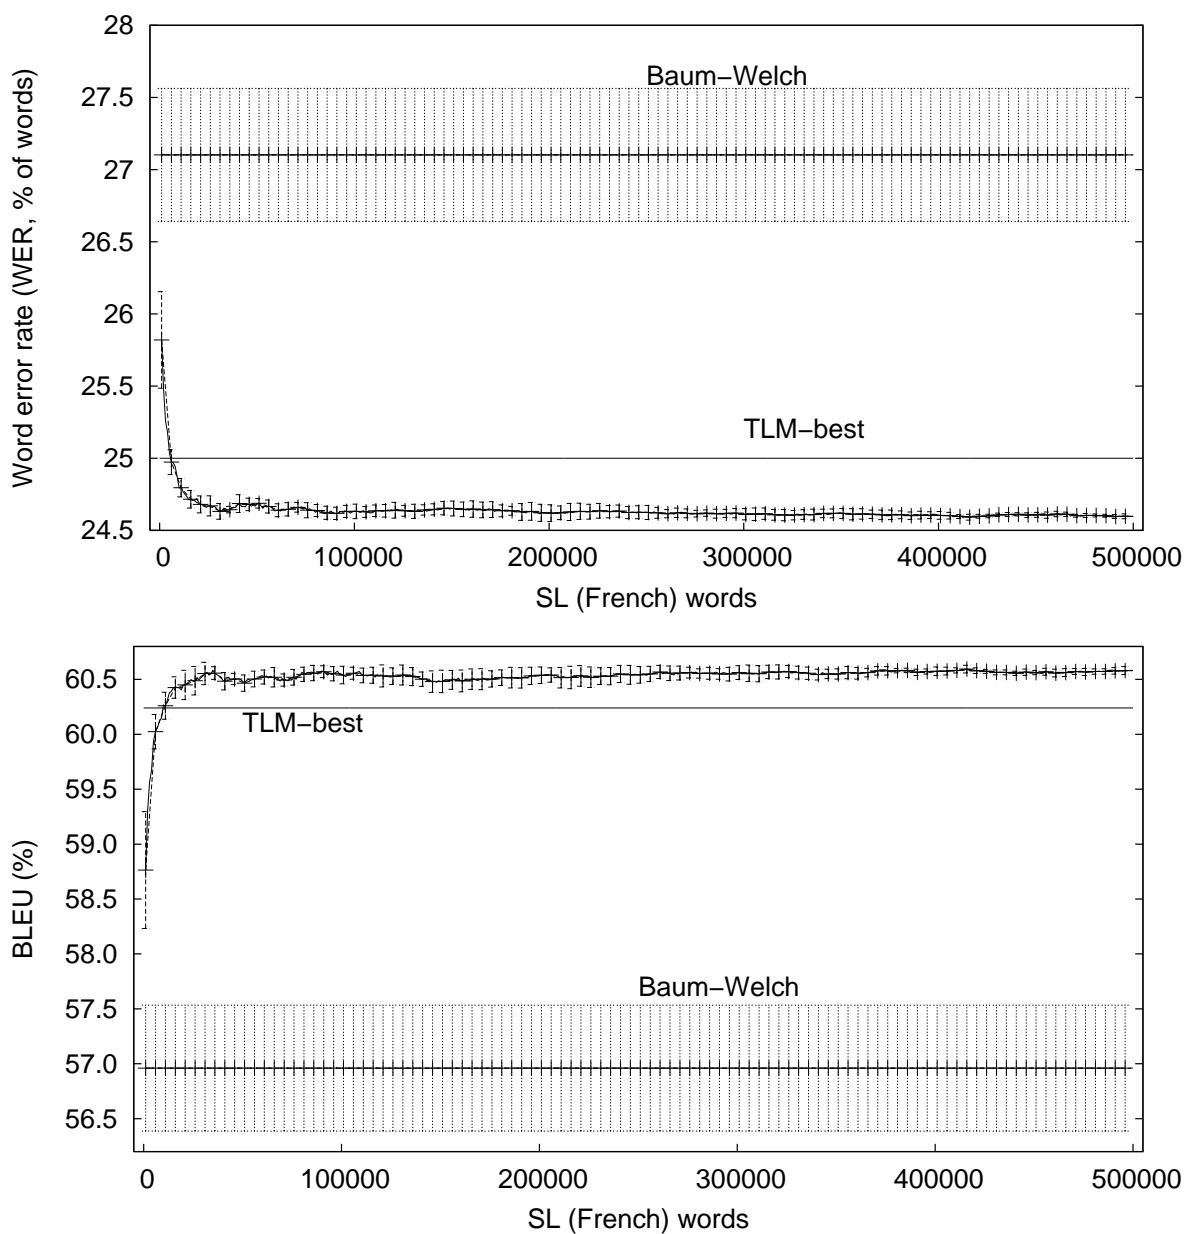 28
27.5
27
26.5
26
25.5
25
24.5
Word error rate (WER, % of words)
Baum−Welch
TLM−best
0 100000 200000 300000 400000 500000
SL (French) words
60.5
60.0
59.5
59.0
58.5
58.0
57.5
57.0
56.5
BLEU (%)
TLM−best
Baum−Welch
0 100000 200000 300000 400000 500000
SL (French) words